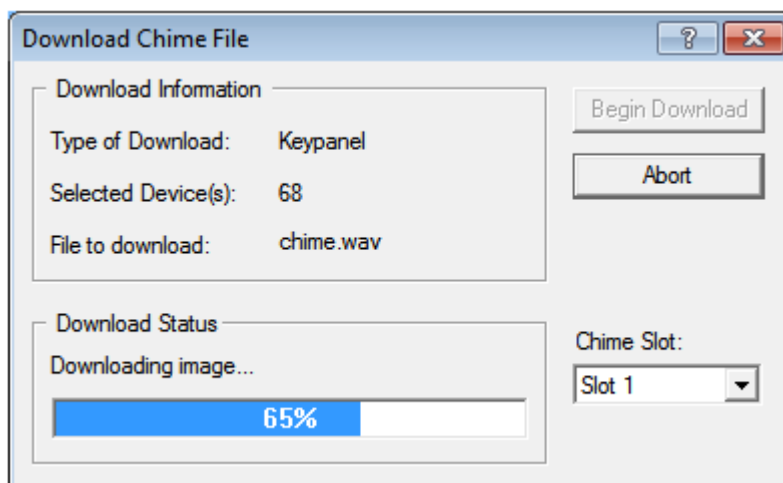 Download Chime File
Download Information
Type of Download: Keypanel
Selected Device(s): 68
File to download: chime.wav
Begin Download
Abort
Download Status
Downloading image...
65%
Chime Slot:
Slot 1